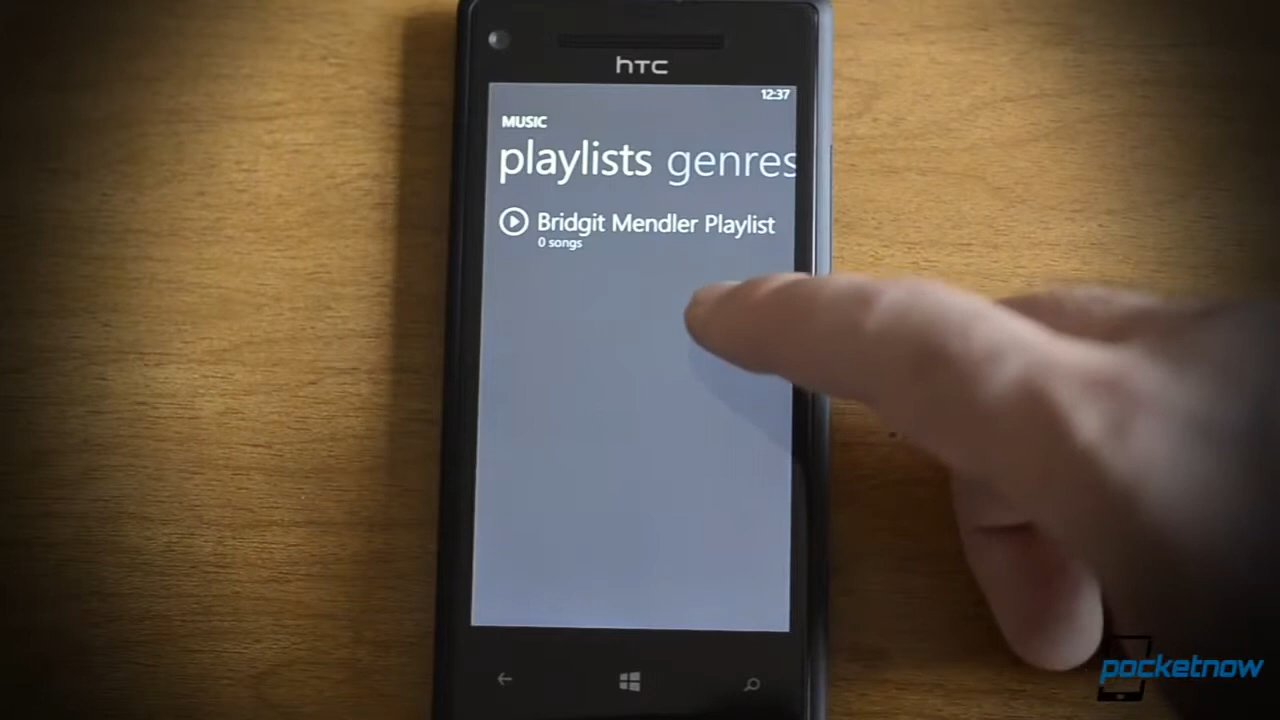 hTC
12:37
MUSIC
playlists genres
Bridgit Mendler Playlist
0 songs
pocketnow